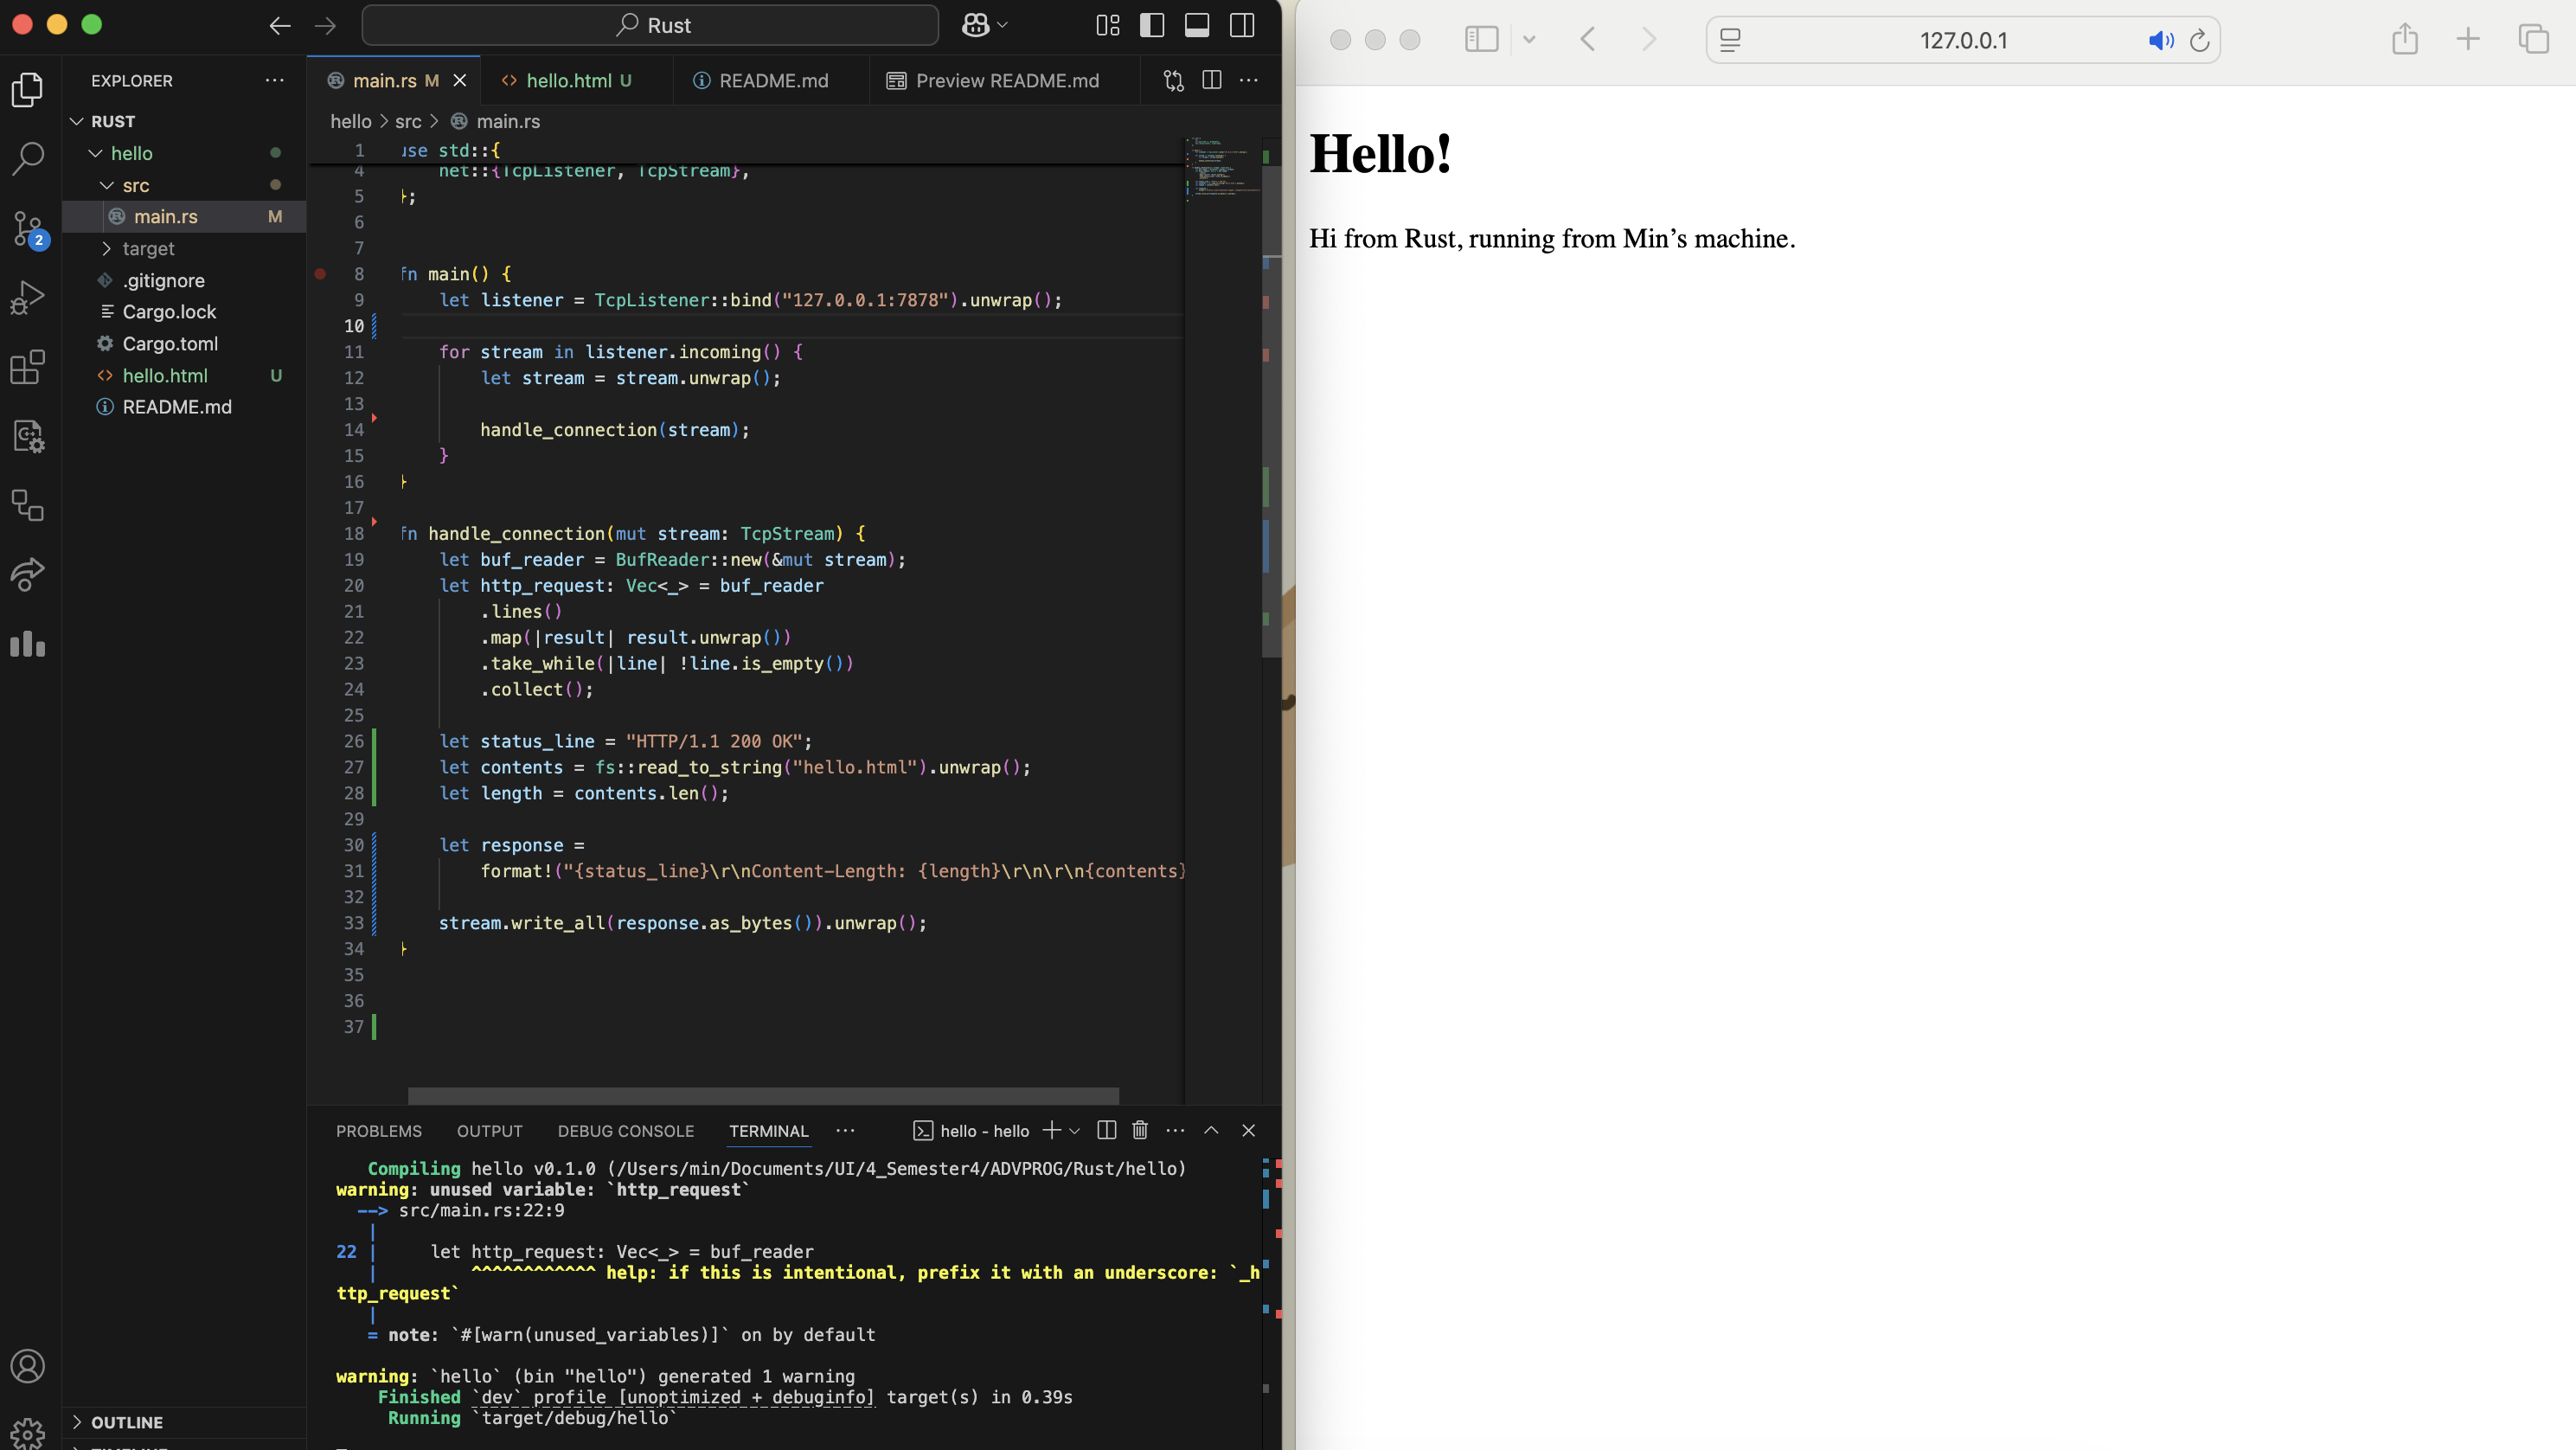 Rust
EXPLORER
RUST
hello
src
main.rs M
target
.gitignore
Cargo.lock
Cargo.toml
hello.html U
README.md
OUTLINE
2
main.rs M
hello.html U
README.md
Preview README.md
hello > src > main.rs
1 use std::{
4 net::{TcpListener, TcpStream},
5 };
6
7
8 fn main() {
9 let listener = TcpListener::bind("127.0.0.1:7878").unwrap();
10
11 for stream in listener.incoming() {
12 let stream = stream.unwrap();
13
14 handle_connection(stream);
15 }
16 }
17
18 fn handle_connection(mut stream: TcpStream) {
19 let buf_reader = BufReader::new(&mut stream);
20 let http_request: Vec<_> = buf_reader
21 .lines()
22 .map(|result| result.unwrap())
23 .take_while(|line| !line.is_empty())
24 .collect();
25
26 let status_line = "HTTP/1.1 200 OK";
27 let contents = fs::read_to_string("hello.html").unwrap();
28 let length = contents.len();
29
30 let response =
31 format!("{status_line}\r\nContent-Length: {length}\r\n\r\n{contents}
32
33 stream.write_all(response.as_bytes()).unwrap();
34 }
35
36
37
PROBLEMS OUTPUT DEBUG CONSOLE TERMINAL hello - hello
Compiling hello v0.1.0 (/Users/min/Documents/UI/4_Semester4/ADVPROG/Rust/hello)
warning: unused variable: `http_request`
--> src/main.rs:22:9
|
22 | let http_request: Vec<_> = buf_reader
| ^^^^^^^^^^^^ help: if this is intentional, prefix it with an underscore: `_h
ttp_request`
|
= note: `#[warn(unused_variables)]` on by default
warning: `hello` (bin "hello") generated 1 warning
Finished `dev` profile [unoptimized + debuginfo] target(s) in 0.39s
Running `target/debug/hello`
127.0.0.1
Hello!
Hi from Rust, running from Min’s machine.